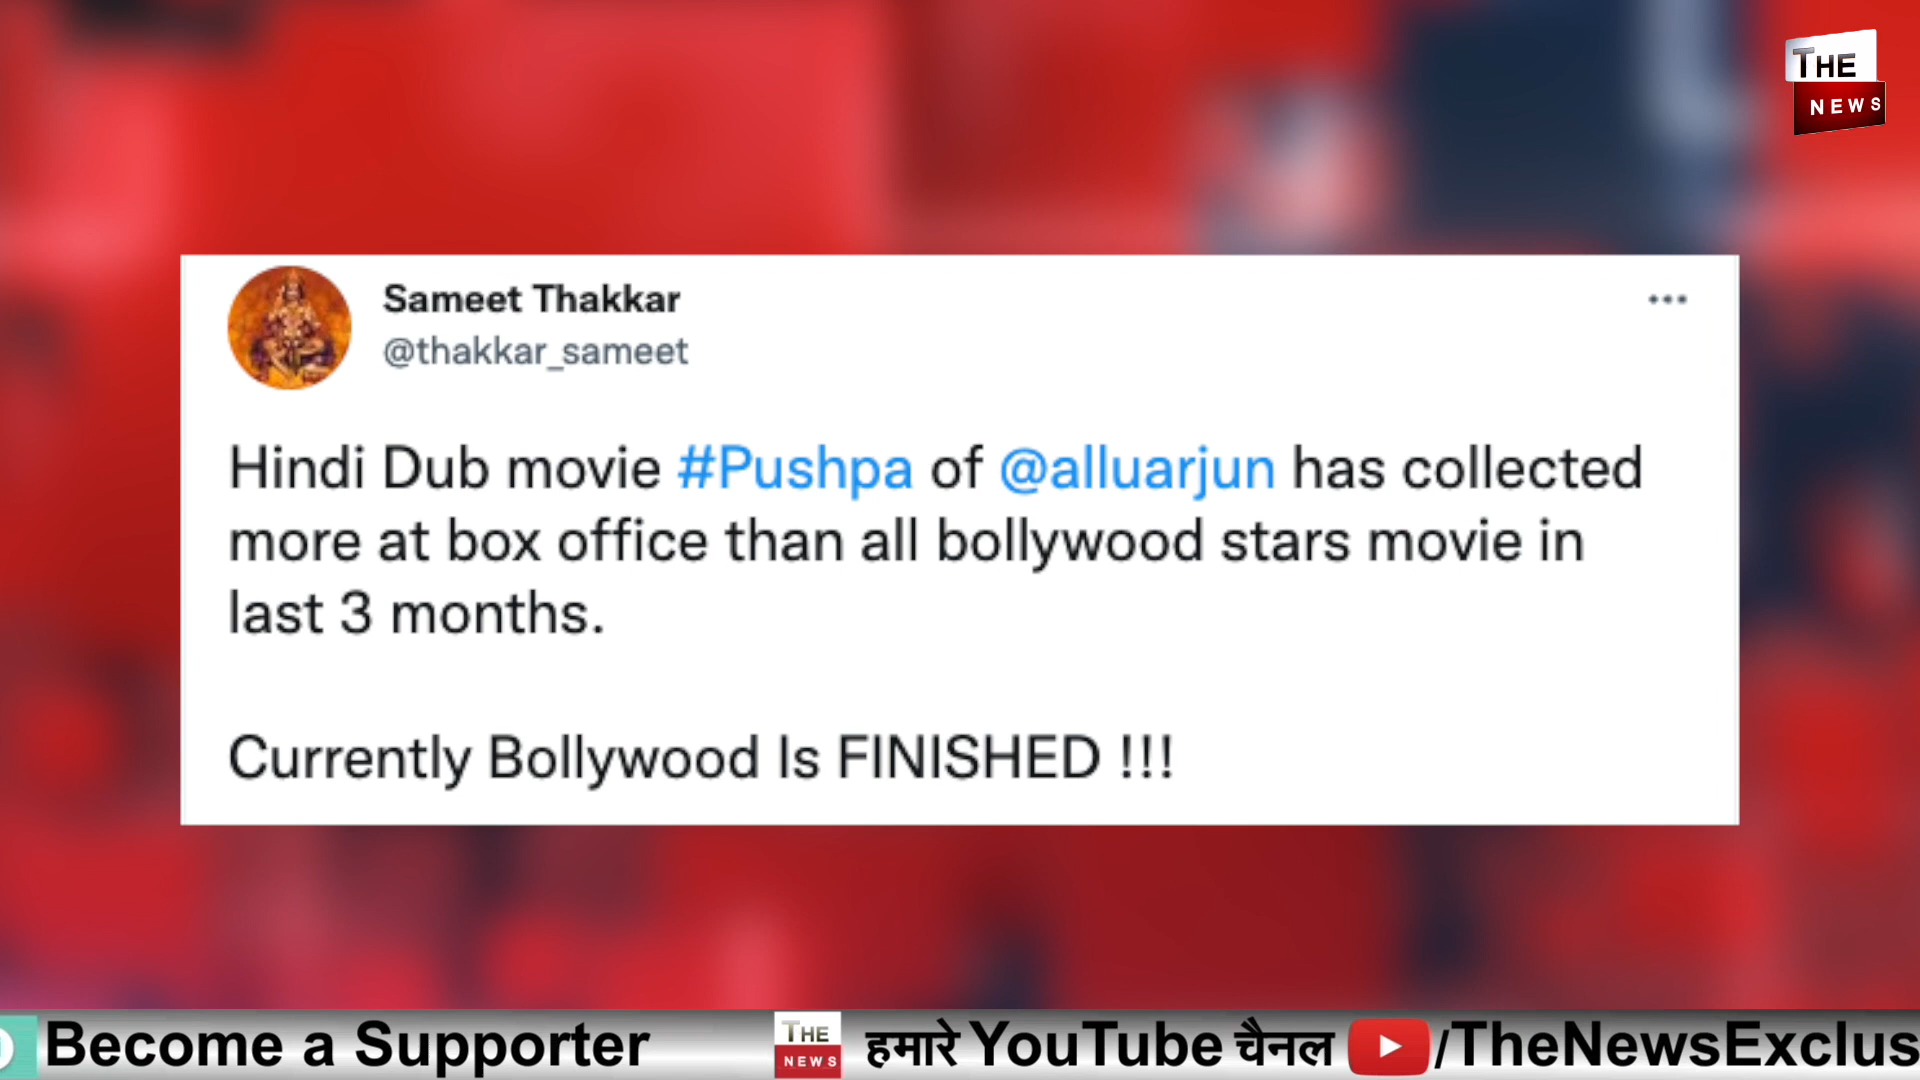 THE
NEWS
Sameet Thakkar
@thakkar_sameet
Hindi Dub movie #Pushpa of @alluarjun has collected
more at box office than all bollywood stars movie in
last 3 months.
Currently Bollywood Is FINISHED !!!
Become a Supporter THE NEWS हमारे YouTube चैनल /TheNewsExclus